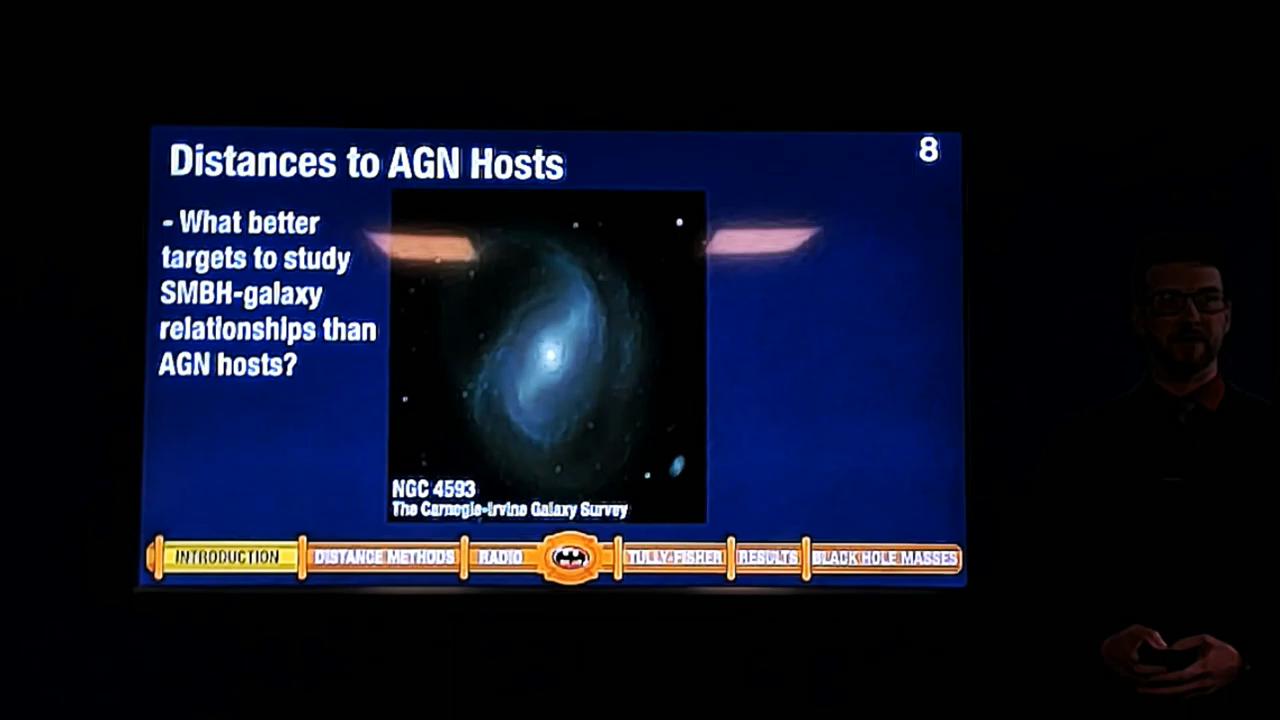 Distances to AGN Hosts
8
- What better
targets to study
SMBH-galaxy
relationships than
AGN hosts?
NGC 4593
The Carnegie-Irvine Galaxy Survey
INTRODUCTION
DISTANCE METHODS
RADIO
TULLY-FISHER
RESULTS
BLACK HOLE MASSES